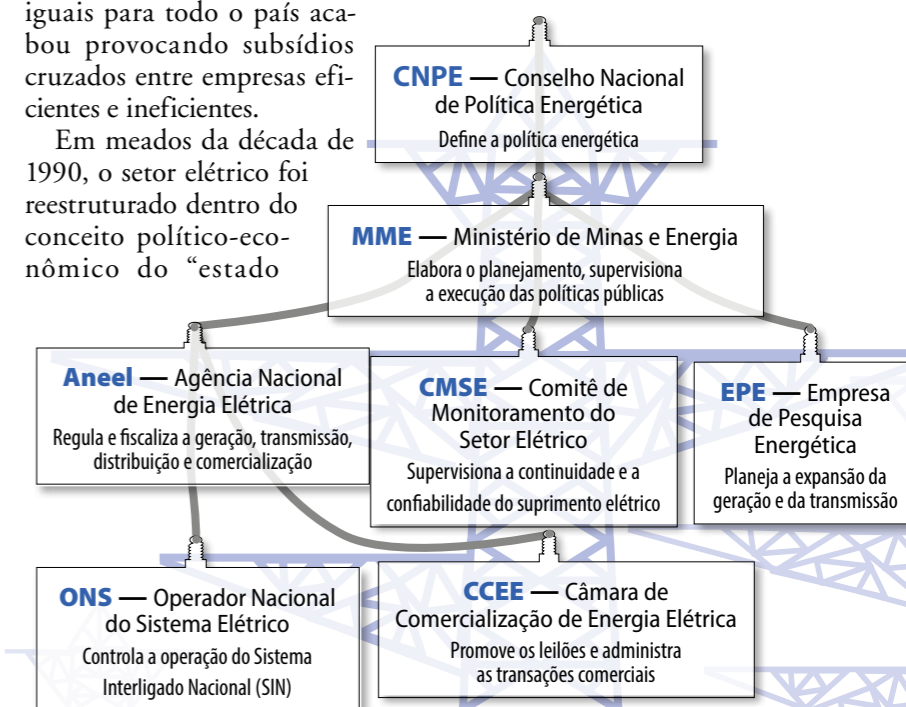 iguais para todo o país aca-
bou provocando subsídios
cruzados entre empresas efi-
cientes e ineficientes.
Em meados da década de
1990, o setor elétrico foi
reestruturado dentro do
conceito político-eco-
nômico do “estado
CNPE — Conselho Nacional
de Política Energética
Define a política energética
MME — Ministério de Minas e Energia
Elabora o planejamento, supervisiona
a execução das políticas públicas
Aneel — Agência Nacional
de Energia Elétrica
Regula e fiscaliza a geração, transmissão,
distribuição e comercialização
CMSE — Comitê de
Monitoramento do
Setor Elétrico
Supervisiona a continuidade e a
confiabilidade do suprimento elétrico
EPE — Empresa
de Pesquisa
Energética
Planeja a expansão da
geração e da transmissão
ONS — Operador Nacional
do Sistema Elétrico
Controla a operação do Sistema
Interligado Nacional (SIN)
CCEE — Câmara de
Comercialização de Energia Elétrica
Promove os leilões e administra
as transações comerciais